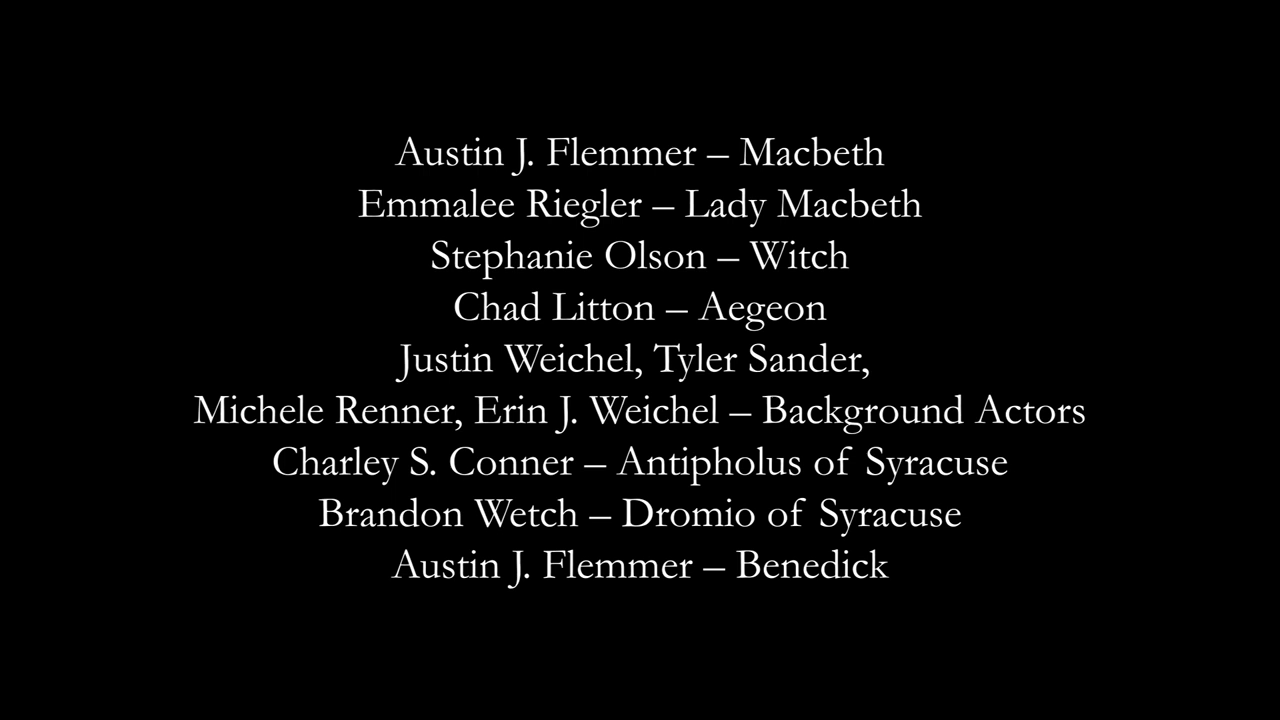 Austin J. Flemmer – Macbeth
Emmalee Riegler – Lady Macbeth
Stephanie Olson – Witch
Chad Litton – Aegeon
Justin Weichel, Tyler Sander,
Michele Renner, Erin J. Weichel – Background Actors
Charley S. Conner – Antipholus of Syracuse
Brandon Wetch – Dromio of Syracuse
Austin J. Flemmer – Benedick